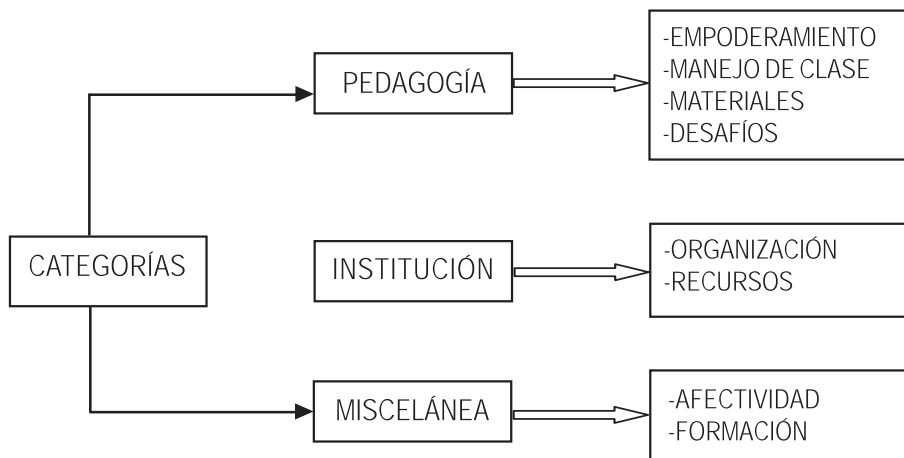 CATEGORÍAS
PEDAGOGÍA
-EMPODERAMIENTO
-MANEJO DE CLASE
-MATERIALES
-DESAFÍOS
INSTITUCIÓN
-ORGANIZACIÓN
-RECURSOS
MISCELÁNEA
-AFECTIVIDAD
-FORMACIÓN